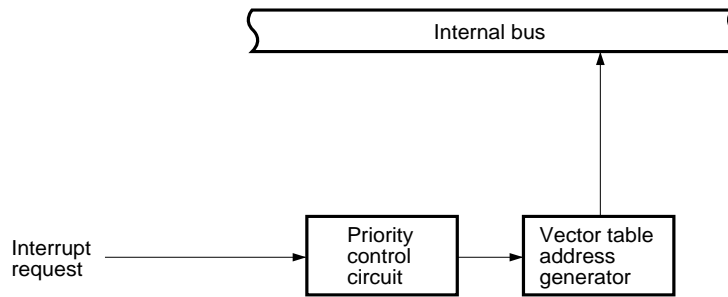 Internal bus
Interrupt
request
Priority
control
circuit
Vector table
address
generator